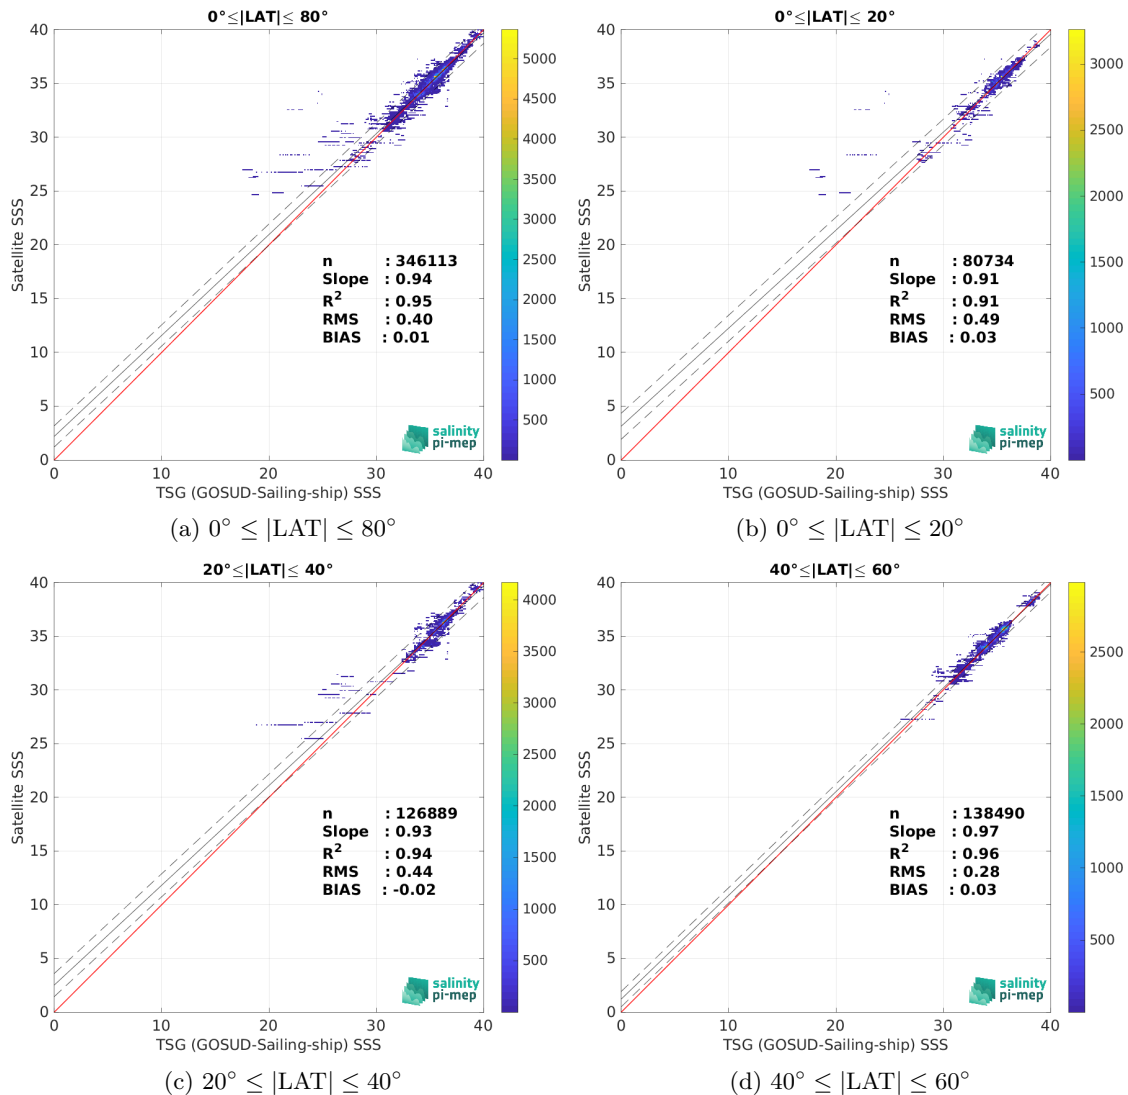 0°≤|LAT|≤ 80°
40
35
30
25
20
15
10
5
0
Satellite SSS
n : 346113
Slope : 0.94
R² : 0.95
RMS : 0.40
BIAS : 0.01
salinity
pi-mep
0 10 20 30 40
TSG (GOSUD-Sailing-ship) SSS
5000
4500
4000
3500
3000
2500
2000
1500
1000
500
(a) 0° ≤ |LAT| ≤ 80°
0°≤|LAT|≤ 20°
40
35
30
25
20
15
10
5
0
Satellite SSS
n : 80734
Slope : 0.91
R² : 0.91
RMS : 0.49
BIAS : 0.03
salinity
pi-mep
0 10 20 30 40
TSG (GOSUD-Sailing-ship) SSS
3000
2500
2000
1500
1000
500
(b) 0° ≤ |LAT| ≤ 20°
20°≤|LAT|≤ 40°
40
35
30
25
20
15
10
5
0
Satellite SSS
n : 126889
Slope : 0.93
R² : 0.94
RMS : 0.44
BIAS : -0.02
salinity
pi-mep
0 10 20 30 40
TSG (GOSUD-Sailing-ship) SSS
4000
3500
3000
2500
2000
1500
1000
500
(c) 20° ≤ |LAT| ≤ 40°
40°≤|LAT|≤ 60°
40
35
30
25
20
15
10
5
0
Satellite SSS
n : 138490
Slope : 0.97
R² : 0.96
RMS : 0.28
BIAS : 0.03
salinity
pi-mep
0 10 20 30 40
TSG (GOSUD-Sailing-ship) SSS
2500
2000
1500
1000
500
(d) 40° ≤ |LAT| ≤ 60°